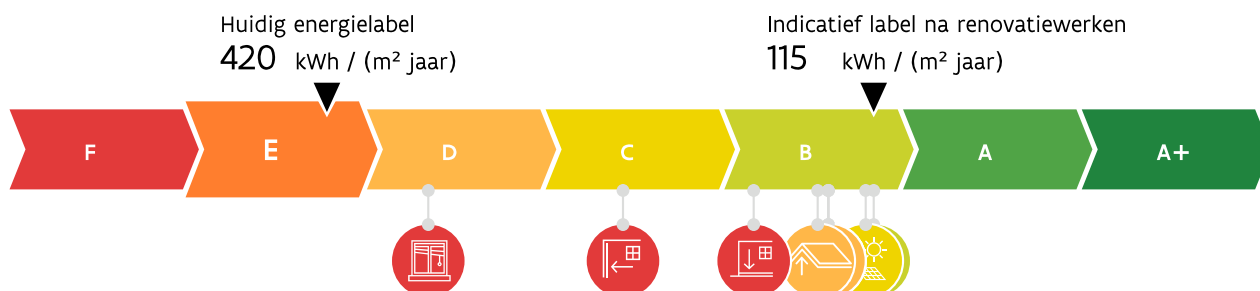 Huidig energielabel
420 kWh / (m² jaar)
Indicatief label na renovatiewerken
115 kWh / (m² jaar)
F
E
D
C
B
A
A+